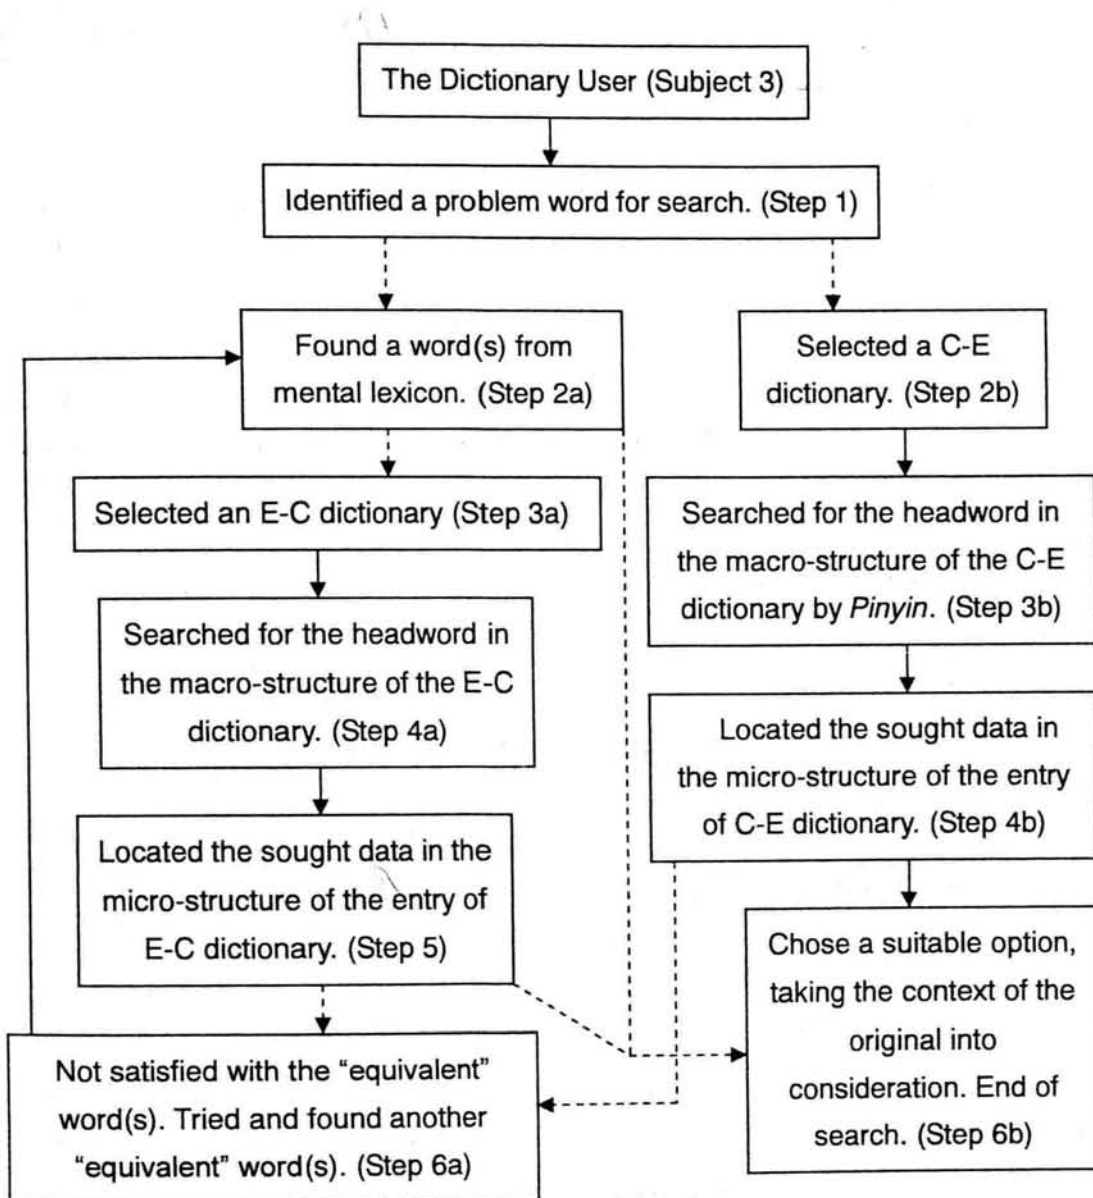 The Dictionary User (Subject 3)
Identified a problem word for search. (Step 1)
Found a word(s) from
mental lexicon. (Step 2a)
Selected a C-E
dictionary. (Step 2b)
Selected an E-C dictionary (Step 3a)
Searched for the headword in
the macro-structure of the C-E
dictionary by Pinyin. (Step 3b)
Searched for the headword in
the macro-structure of the E-C
dictionary. (Step 4a)
Located the sought data in
the micro-structure of the entry
of C-E dictionary. (Step 4b)
Located the sought data in the
micro-structure of the entry of
E-C dictionary. (Step 5)
Chose a suitable option,
taking the context of the
original into
consideration. End of
search. (Step 6b)
Not satisfied with the “equivalent”
word(s). Tried and found another
“equivalent” word(s). (Step 6a)